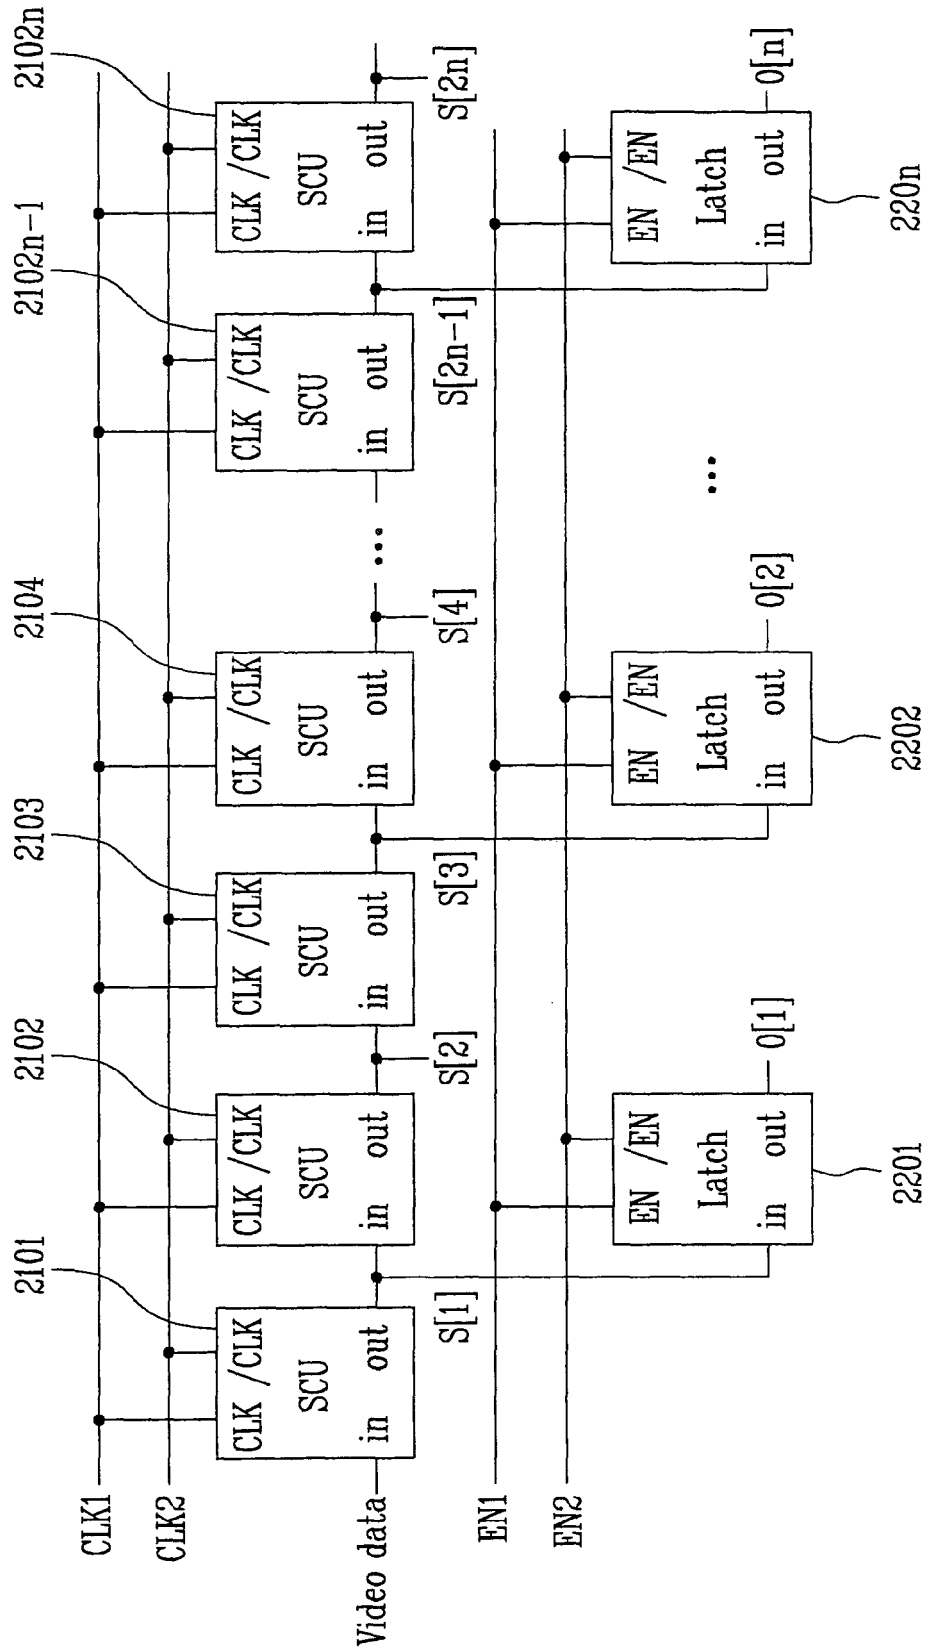 2101 2102 2103 2104 2102n-1 2102n
CLK1
CLK2
CLK /CLK CLK /CLK CLK /CLK CLK /CLK CLK /CLK CLK /CLK
SCU SCU SCU SCU SCU SCU
in out in out in out in out ... in out in out
Video data
S[1] S[2] S[3] S[4] S[2n-1] S[2n]
EN1
EN2
EN /EN EN /EN EN /EN
Latch Latch ... Latch
in out O[1] in out O[2] in out O[n]
2201 2202 220n